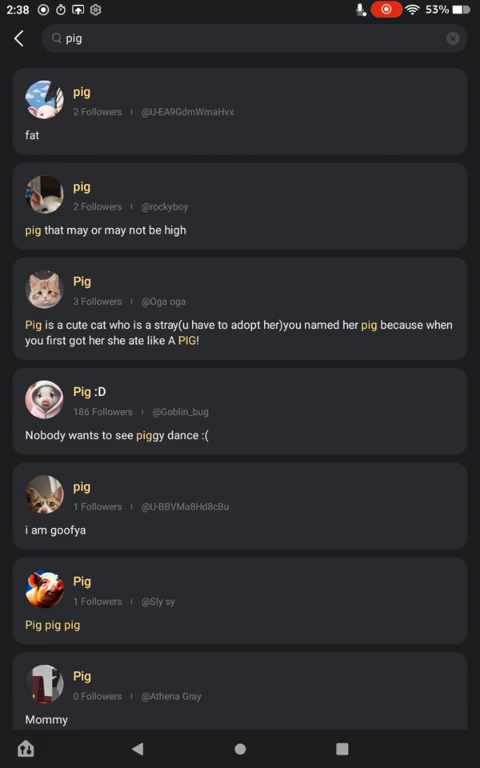 2:38
53%
pig
pig
2 Followers I @U-EA9GdmWmaHvx
fat
pig
2 Followers I @rockyboy
pig that may or may not be high
Pig
3 Followers I @Oga oga
Pig is a cute cat who is a stray(u have to adopt her)you named her pig because when
you first got her she ate like A PIG!
Pig :D
186 Followers I @Goblin_bug
Nobody wants to see piggy dance :(
pig
1 Followers I @U-BBVMa8Hd8cBu
i am goofya
Pig
1 Followers I @Sly sy
Pig pig pig
Pig
0 Followers I @Athena Gray
Mommy